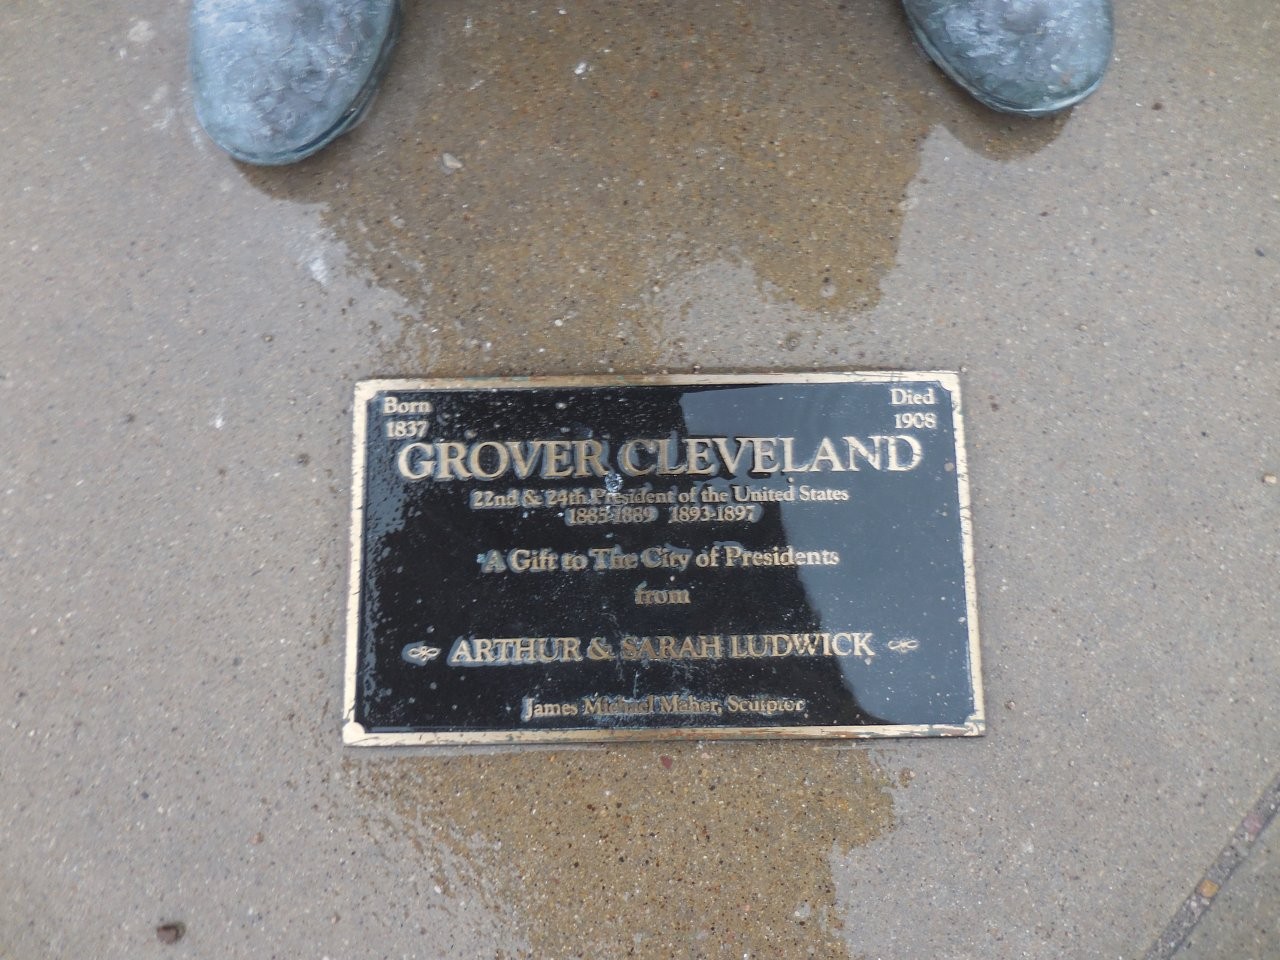 Born Died
1837 1908
GROVER CLEVELAND
22nd & 24th President of the United States
1885-1889 1893-1897
A Gift to The City of Presidents
from
ARTHUR & SARAH LUDWICK
James Michael Maher, Sculptor